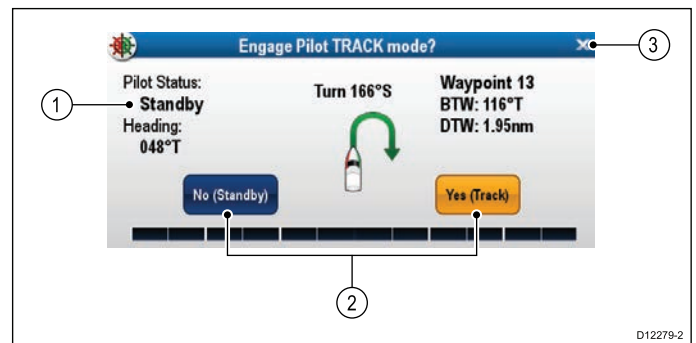 Engage Pilot TRACK mode?
3
Pilot Status:
Standby
Heading:
048°T
1
Turn 166°S
Waypoint 13
BTW: 116°T
DTW: 1.95nm
No (Standby)
Yes (Track)
2
D12279-2